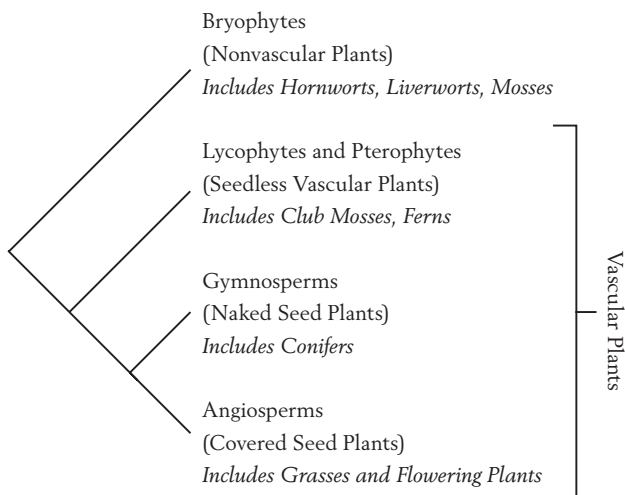 Bryophytes
(Nonvascular Plants)
Includes Hornworts, Liverworts, Mosses
Lycophytes and Pterophytes
(Seedless Vascular Plants)
Includes Club Mosses, Ferns
Gymnosperms
(Naked Seed Plants)
Includes Conifers
Angiosperms
(Covered Seed Plants)
Includes Grasses and Flowering Plants
Vascular Plants